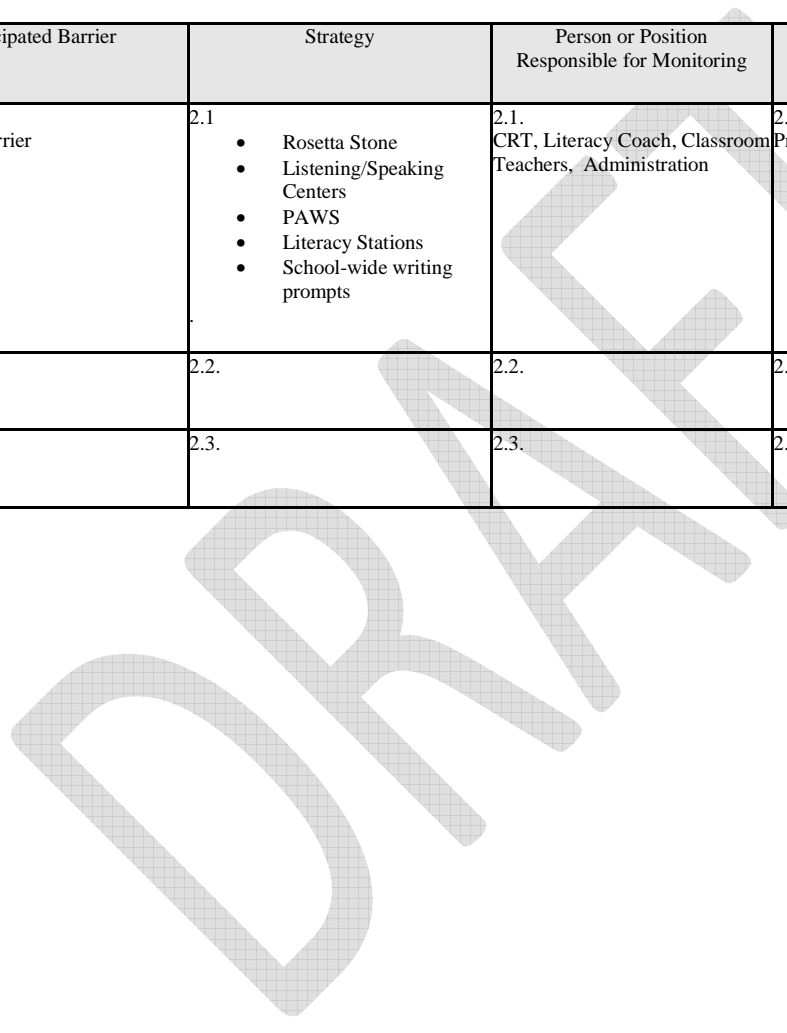 cipated Barrier
Strategy
Person or Position
Responsible for Monitoring
rrier
2.1
• Rosetta Stone
• Listening/Speaking
Centers
• PAWS
• Literacy Stations
• School-wide writing
prompts
.
2.1.
CRT, Literacy Coach, Classroom
Teachers, Administration
2.
Pr
2.2.
2.2.
2.
2.3.
2.3.
2.
DRAFT